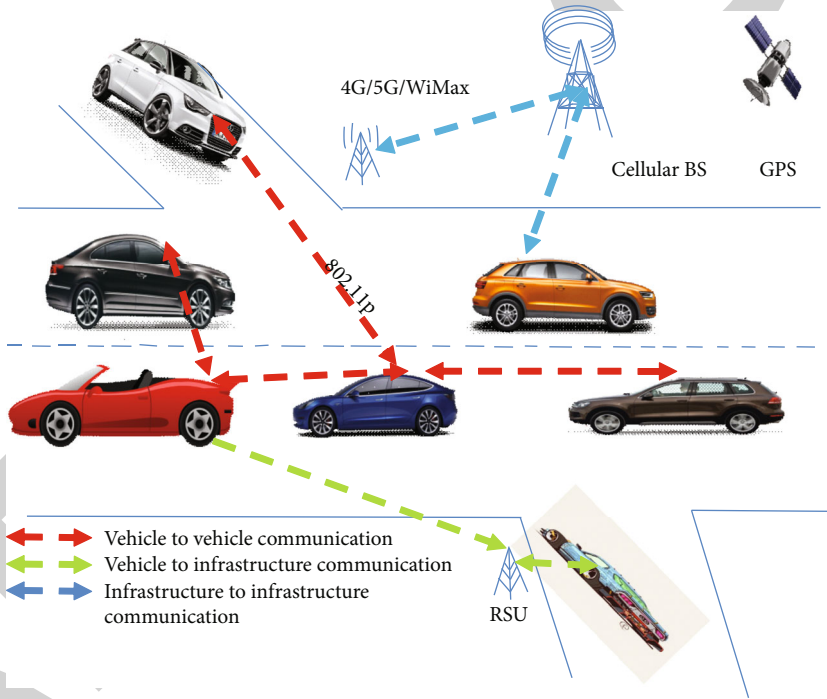 4G/5G/WiMax
Cellular BS
GPS
802.11p
Vehicle to vehicle communication
Vehicle to infrastructure communication
Infrastructure to infrastructure
communication
RSU